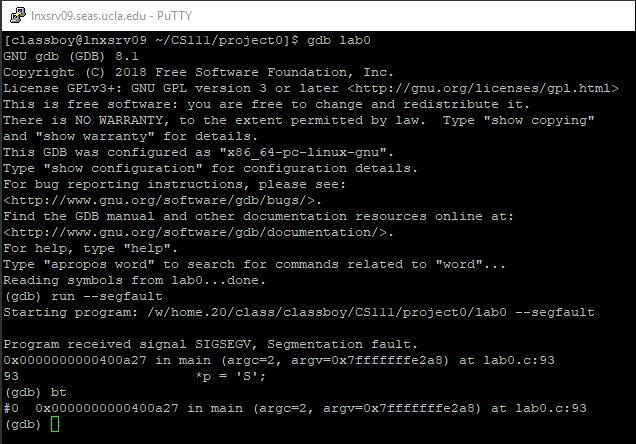 lnxsrv09.seas.ucla.edu - PuTTY
[classboy@lnxsrv09 ~/CS111/project0]$ gdb lab0
GNU gdb (GDB) 8.1
Copyright (C) 2018 Free Software Foundation, Inc.
License GPLv3+: GNU GPL version 3 or later <http://gnu.org/licenses/gpl.html>
This is free software: you are free to change and redistribute it.
There is NO WARRANTY, to the extent permitted by law.  Type "show copying"
and "show warranty" for details.
This GDB was configured as "x86_64-pc-linux-gnu".
Type "show configuration" for configuration details.
For bug reporting instructions, please see:
<http://www.gnu.org/software/gdb/bugs/>.
Find the GDB manual and other documentation resources online at:
<http://www.gnu.org/software/gdb/documentation/>.
For help, type "help".
Type "apropos word" to search for commands related to "word"...
Reading symbols from lab0...done.
(gdb) run --segfault
Starting program: /w/home.20/class/classboy/CS111/project0/lab0 --segfault
Program received signal SIGSEGV, Segmentation fault.
0x0000000000400a27 in main (argc=2, argv=0x7fffffffe2a8) at lab0.c:93
93                      *p = 'S';
(gdb) bt
#0  0x0000000000400a27 in main (argc=2, argv=0x7fffffffe2a8) at lab0.c:93
(gdb)